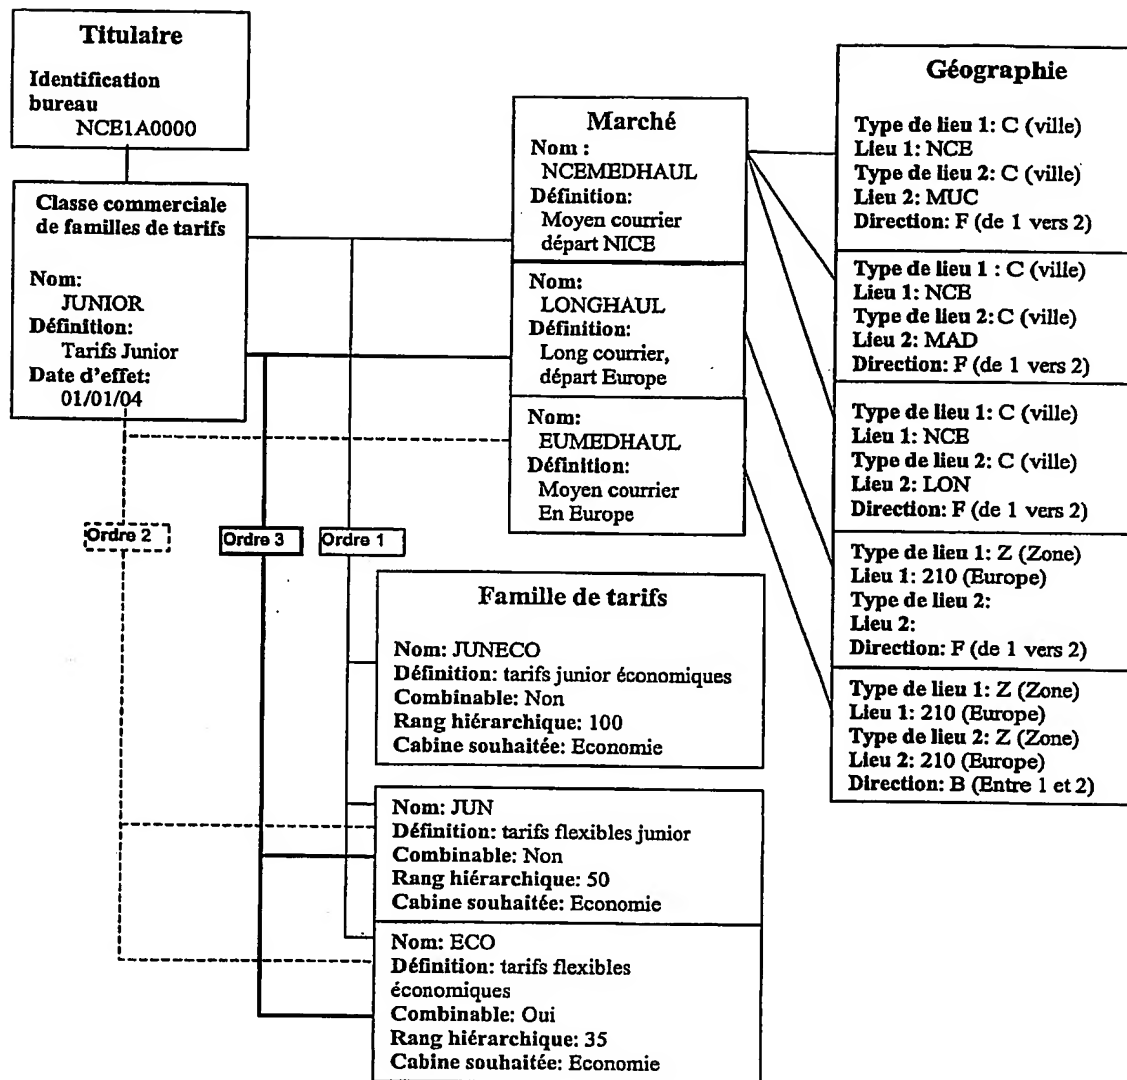 Titulaire
Identification
bureau
NCE1A0000
Classe commerciale
de familles de tarifs
Nom:
JUNIOR
Définition:
Tarifs Junior
Date d'effet:
01/01/04
Marché
Nom :
NCEMEDHAUL
Définition:
Moyen courrier
départ NICE
Nom:
LONGHAUL
Définition:
Long courrier,
départ Europe
Nom:
EUMEDHAUL
Définition:
Moyen courrier
En Europe
Géographie
Type de lieu 1: C (ville)
Lieu 1: NCE
Type de lieu 2: C (ville)
Lieu 2: MUC
Direction: F (de 1 vers 2)
Type de lieu 1 : C (ville)
Lieu 1: NCE
Type de lieu 2: C (ville)
Lieu 2: MAD
Direction: F (de 1 vers 2)
Type de lieu 1: C (ville)
Lieu 1: NCE
Type de lieu 2: C (ville)
Lieu 2: LON
Direction: F (de 1 vers 2)
Type de lieu 1: Z (Zone)
Lieu 1: 210 (Europe)
Type de lieu 2:
Lieu 2:
Direction: F (de 1 vers 2)
Type de lieu 1: Z (Zone)
Lieu 1: 210 (Europe)
Type de lieu 2: Z (Zone)
Lieu 2: 210 (Europe)
Direction: B (Entre 1 et 2)
Ordre 2
Ordre 3
Ordre 1
Famille de tarifs
Nom: JUNECO
Définition: tarifs junior économiques
Combinable: Non
Rang hiérarchique: 100
Cabine souhaitée: Economie
Nom: JUN
Définition: tarifs flexibles junior
Combinable: Non
Rang hiérarchique: 50
Cabine souhaitée: Economie
Nom: ECO
Définition: tarifs flexibles
économiques
Combinable: Oui
Rang hiérarchique: 35
Cabine souhaitée: Economie